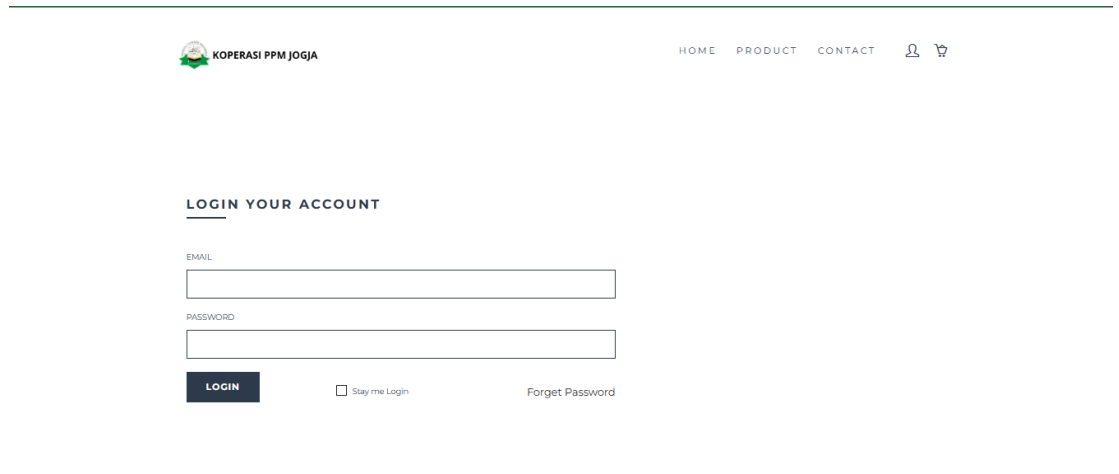 KOPERASI PPM JOGJA
HOME PRODUCT CONTACT
LOGIN YOUR ACCOUNT
EMAIL
PASSWORD
LOGIN
Stay me Login
Forget Password